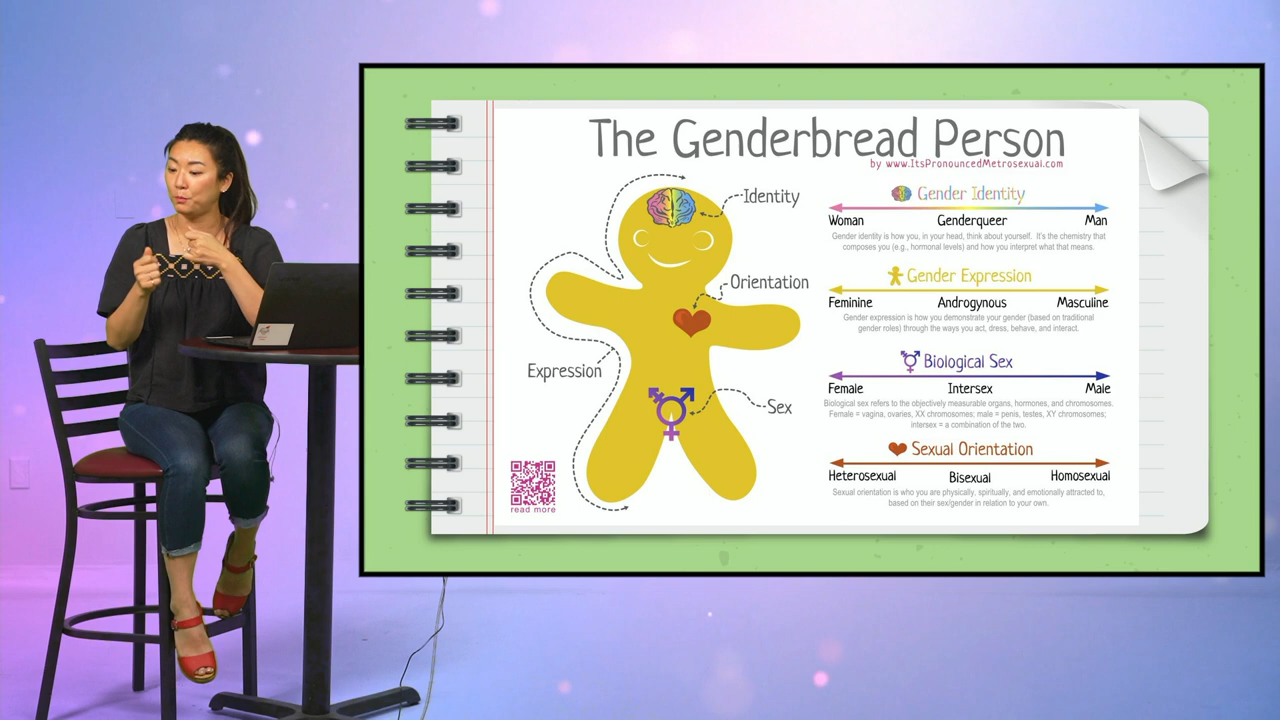 The Genderbread Person
by www.ItsPronouncedMetrosexual.com
Identity
Orientation
Expression
Sex
read more
Gender Identity
Woman Genderqueer Man
Gender identity is how you, in your head, think about yourself. It's the chemistry that
composes you (e.g., hormonal levels) and how you interpret what that means.
Gender Expression
Feminine Androgynous Masculine
Gender expression is how you demonstrate your gender (based on traditional
gender roles) through the ways you act, dress, behave, and interact.
Biological Sex
Female Intersex Male
Biological sex refers to the objectively measurable organs, hormones, and chromosomes.
Female = vagina, ovaries, XX chromosomes; male = penis, testes, XY chromosomes;
intersex = a combination of the two.
Sexual Orientation
Heterosexual Bisexual Homosexual
Sexual orientation is who you are physically, spiritually, and emotionally attracted to,
based on their sex/gender in relation to your own.